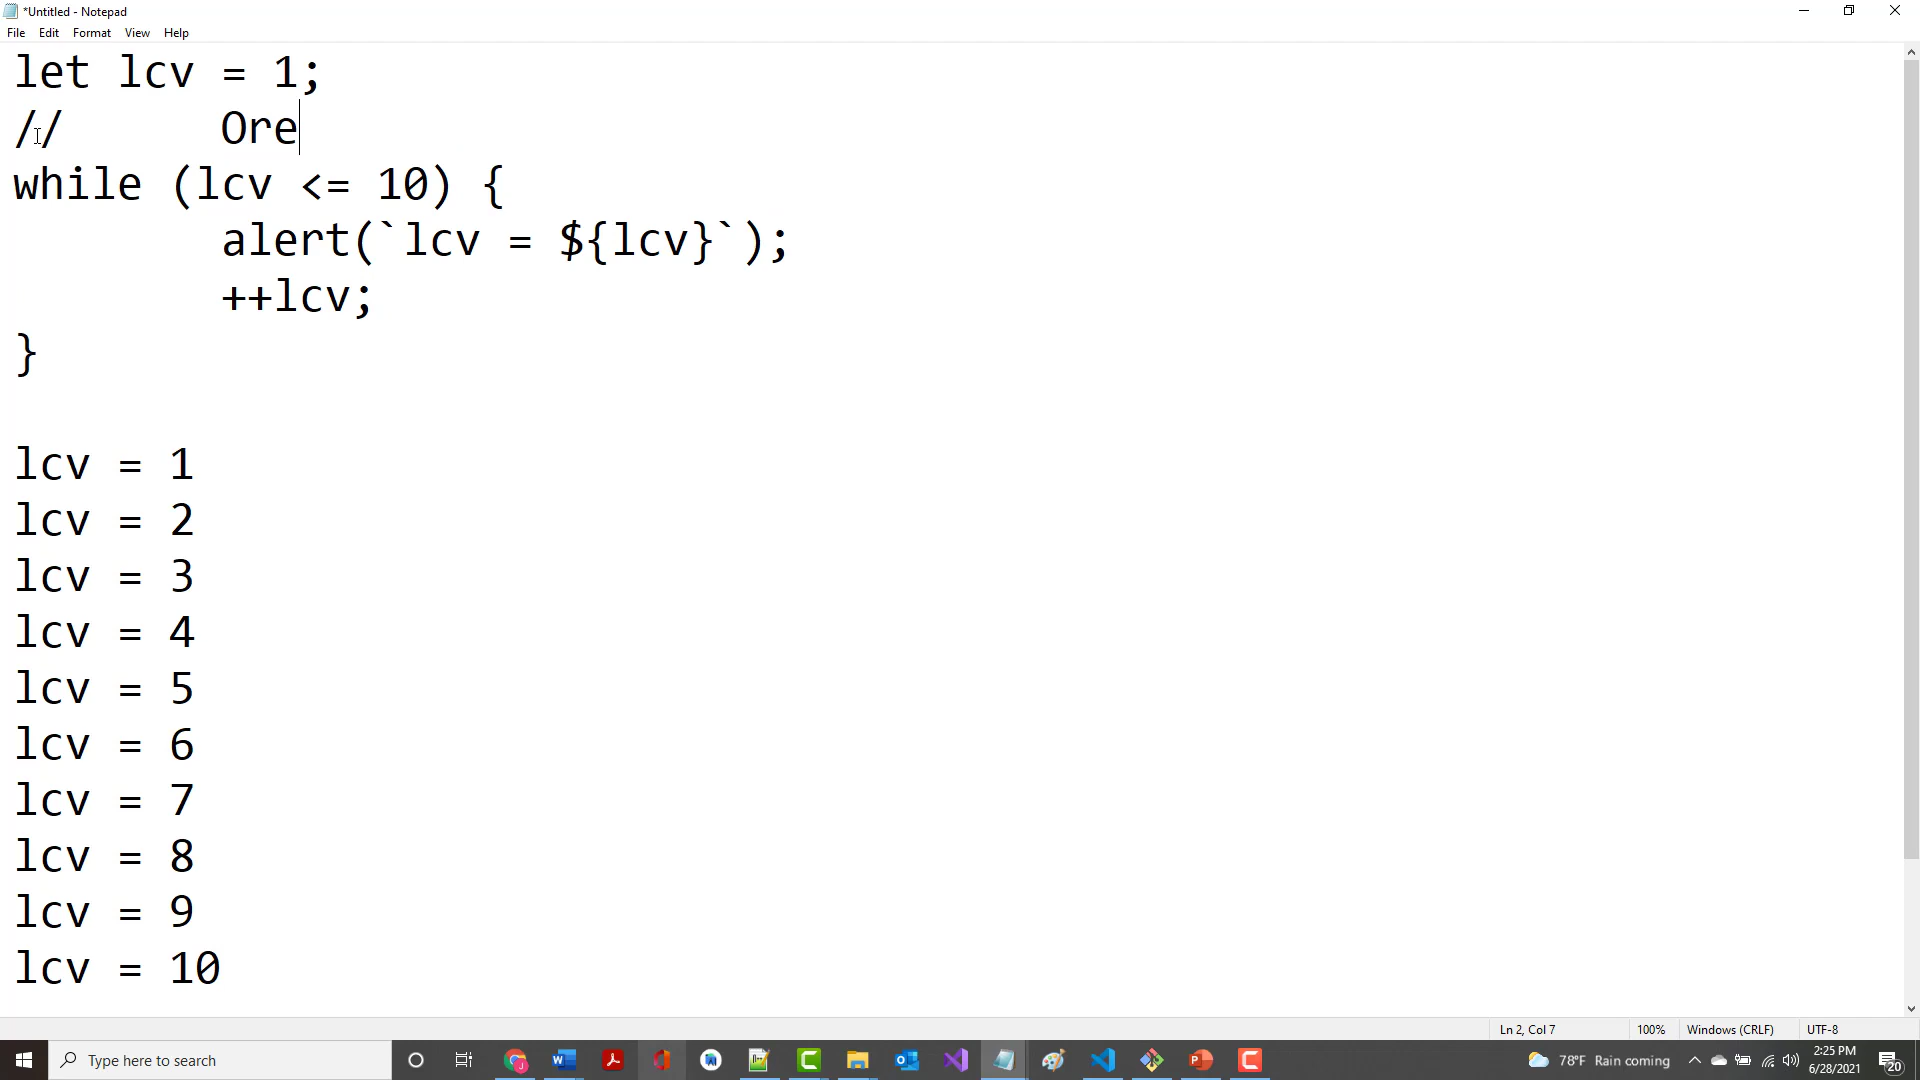 *Untitled - Notepad
File Edit Format View Help
let lcv = 1;
//	Ore
while (lcv <= 10) {
	alert(`lcv = ${lcv}`);
	++lcv;
}
lcv = 1
lcv = 2
lcv = 3
lcv = 4
lcv = 5
lcv = 6
lcv = 7
lcv = 8
lcv = 9
lcv = 10
Ln 2, Col 7 100% Windows (CRLF) UTF-8
Type here to search
78°F Rain coming
2:25 PM
6/28/2021
20